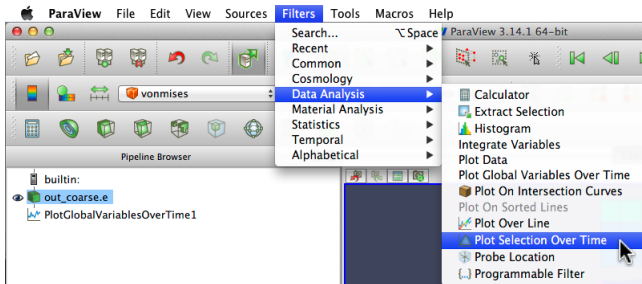 ParaView File Edit View Sources Filters Tools Macros Help
ParaView 3.14.1 64-bit
Search... ⌥Space
Recent
Common
Cosmology
Data Analysis
Material Analysis
Statistics
Temporal
Alphabetical
vonmises
Calculator
Extract Selection
Histogram
Integrate Variables
Plot Data
Plot Global Variables Over Time
Plot On Intersection Curves
Plot On Sorted Lines
Plot Over Line
Plot Selection Over Time
Probe Location
{...} Programmable Filter
Pipeline Browser
builtin:
out_coarse.e
PlotGlobalVariablesOverTime1